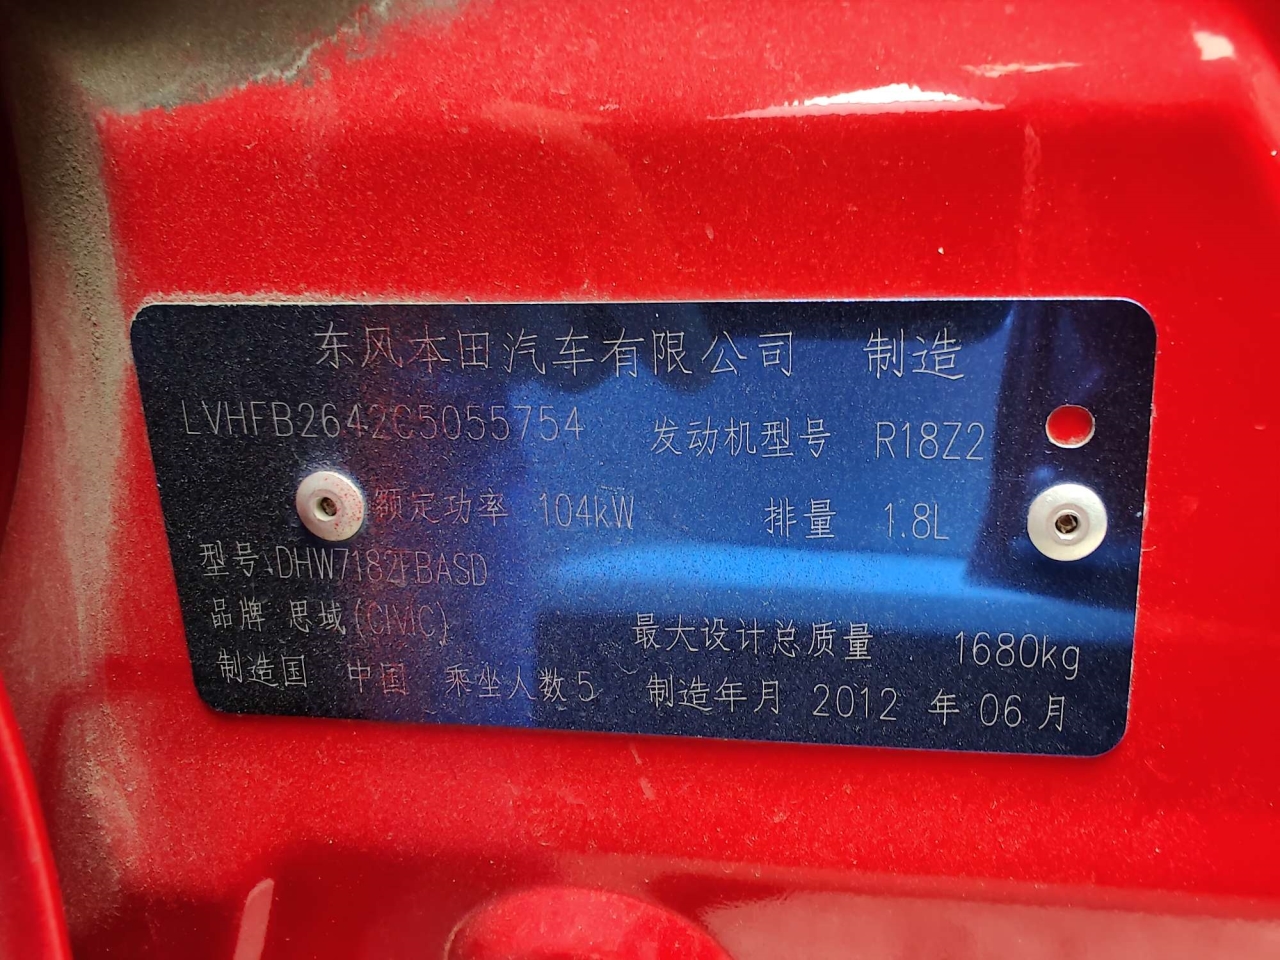 东风本田汽车有限公司 制造
LVHFB2642C5055754 发动机型号 R18Z2
额定功率 104kW 排量 1.8L
型号:DHW7182FBASD
品牌 思域(CIVIC) 最大设计总质量 1680kg
制造国 中国 乘坐人数5 制造年月 2012 年 06 月